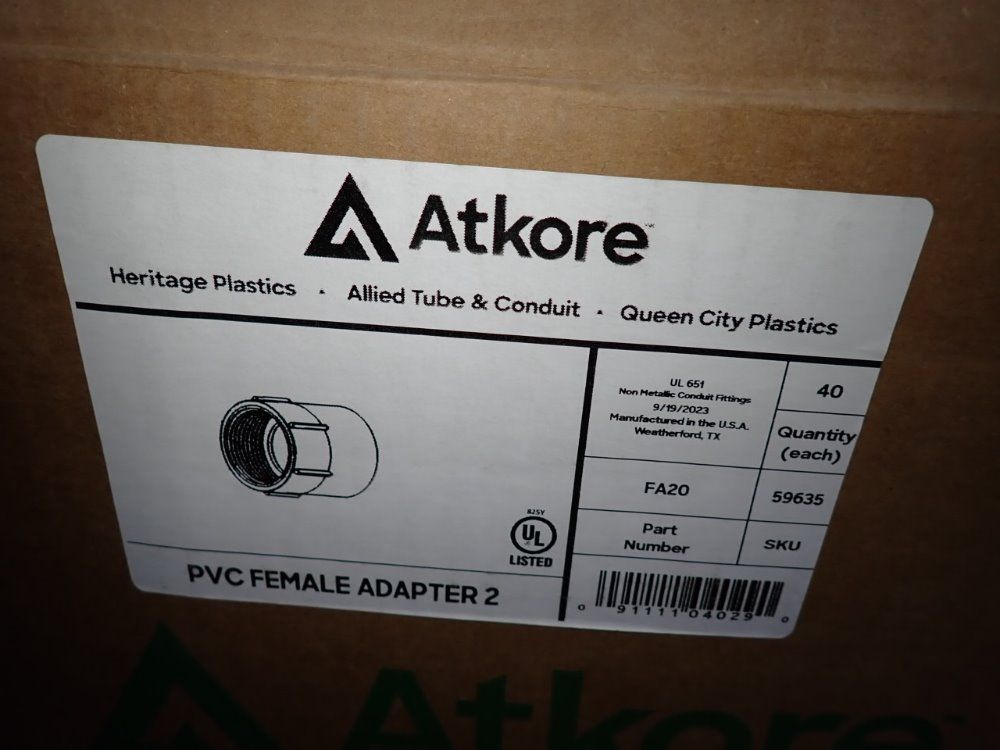 Atkore™
Heritage Plastics • Allied Tube & Conduit • Queen City Plastics
UL 651
Non Metallic Conduit Fittings
9/19/2023
Manufactured in the U.S.A.
Weatherford, TX
40
Quantity
(each)
FA20
59635
Part
Number
SKU
825Y
UL
LISTED
PVC FEMALE ADAPTER 2
0 91111 04029 0
Atkore